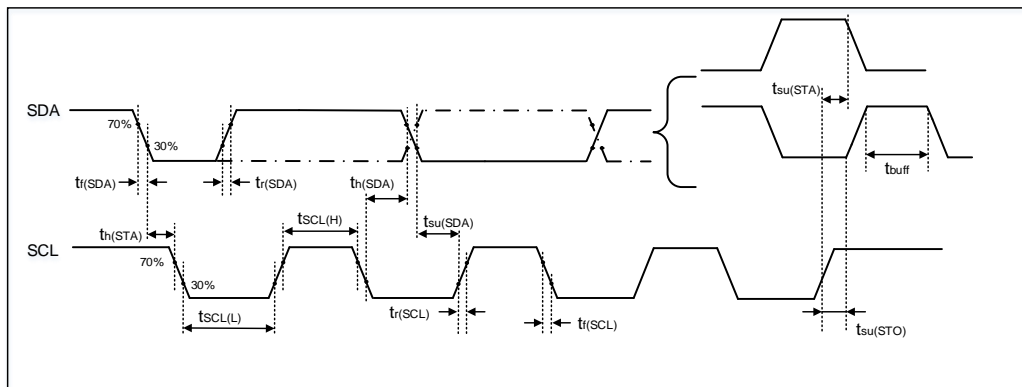 tsu(STA)
SDA
70%
30%
tbuff
tf(SDA)
tr(SDA)
th(SDA)
tSCL(H)
tsu(SDA)
th(STA)
SCL
70%
30%
tSCL(L)
tr(SCL)
tf(SCL)
tsu(STO)